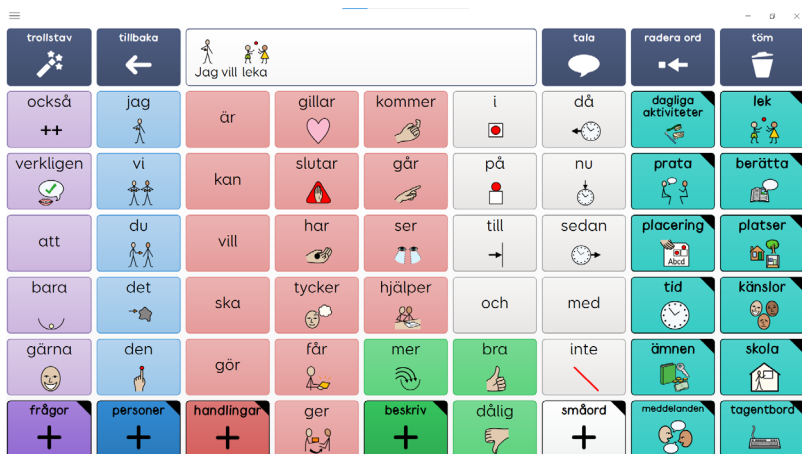 trollstav tillbaka tala radera ord töm
Jag vill leka
också jag är gillar kommer i då dagliga aktiviteter lek
++
verkligen vi kan slutar går på nu prata berätta
att du vill har ser till sedan placering platser
Abcd
bara det ska tycker hjälper och med tid känslor
gärna den gör får mer bra inte ämnen skola
frågor personer handlingar ger beskriv dålig småord meddelanden tagentbord